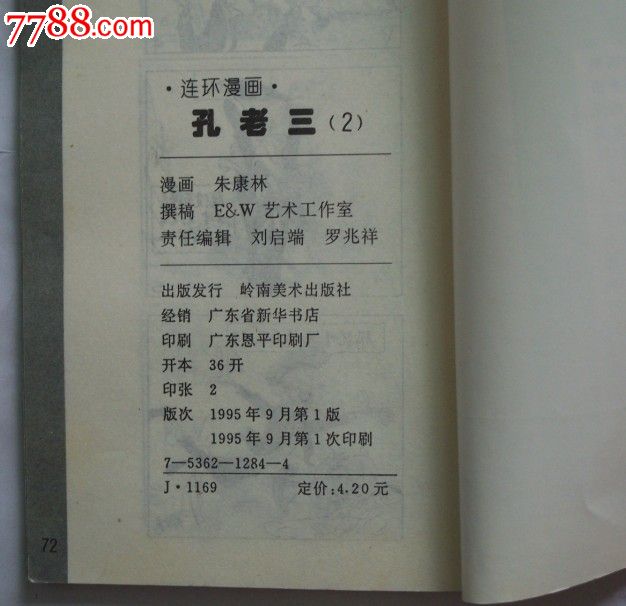 7788.com
·连环漫画·
孔老三(2)
漫画 朱康林
撰稿 E&W 艺术工作室
责任编辑 刘启端 罗兆祥
出版发行 岭南美术出版社
经销 广东省新华书店
印刷 广东恩平印刷厂
开本 36开
印张 2
版次 1995年9月第1版
1995年9月第1次印刷
7—5362—1284—4
J·1169 定价:4.20元
72